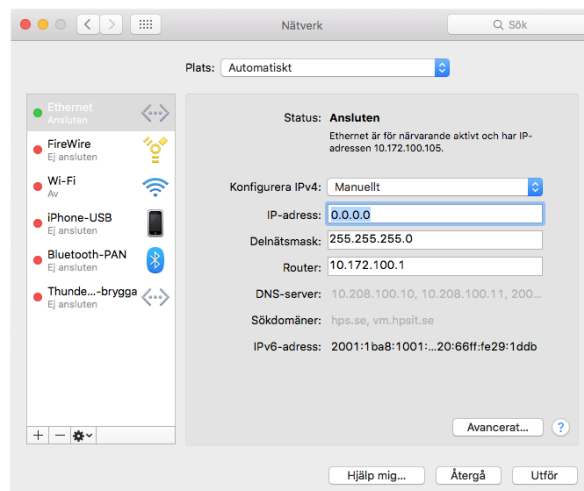 Nätverk
Sök
Plats: Automatiskt
Ethernet
Ansluten
FireWire
Ej ansluten
Wi-Fi
Av
iPhone-USB
Ej ansluten
Bluetooth-PAN
Ej ansluten
Thunde...-brygga
Ej ansluten
Status: Ansluten
Ethernet är för närvarande aktivt och har IP-
adressen 10.172.100.105.
Konfigurera IPv4: Manuellt
IP-adress: 0.0.0.0
Delnätsmask: 255.255.255.0
Router: 10.172.100.1
DNS-server: 10.208.100.10, 10.208.100.11, 200...
Sökdomäner: hps.se, vm.hpsit.se
IPv6-adress: 2001:1ba8:1001:...20:66ff:fe29:1ddb
Avancerat... ?
Hjälp mig... Återgå Utför